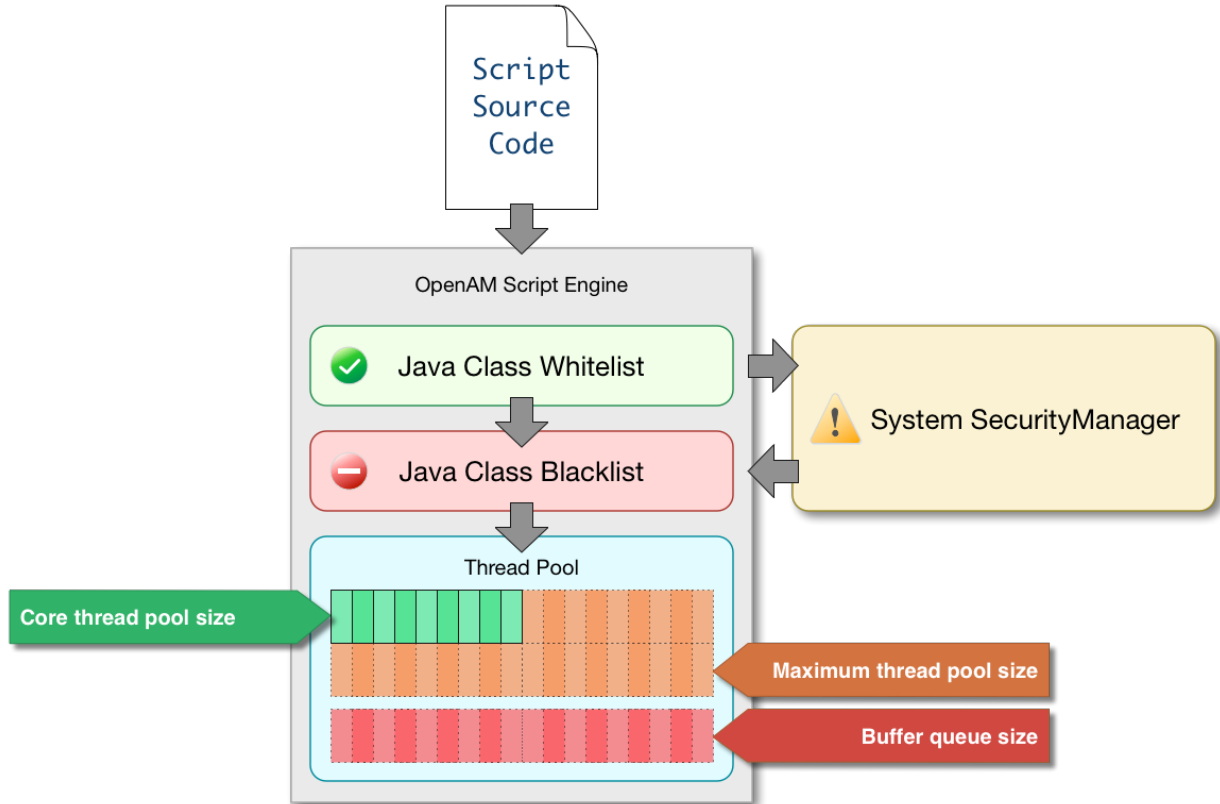 Script
Source
Code
OpenAM Script Engine
Java Class Whitelist
System SecurityManager
Java Class Blacklist
Thread Pool
Core thread pool size
Maximum thread pool size
Buffer queue size